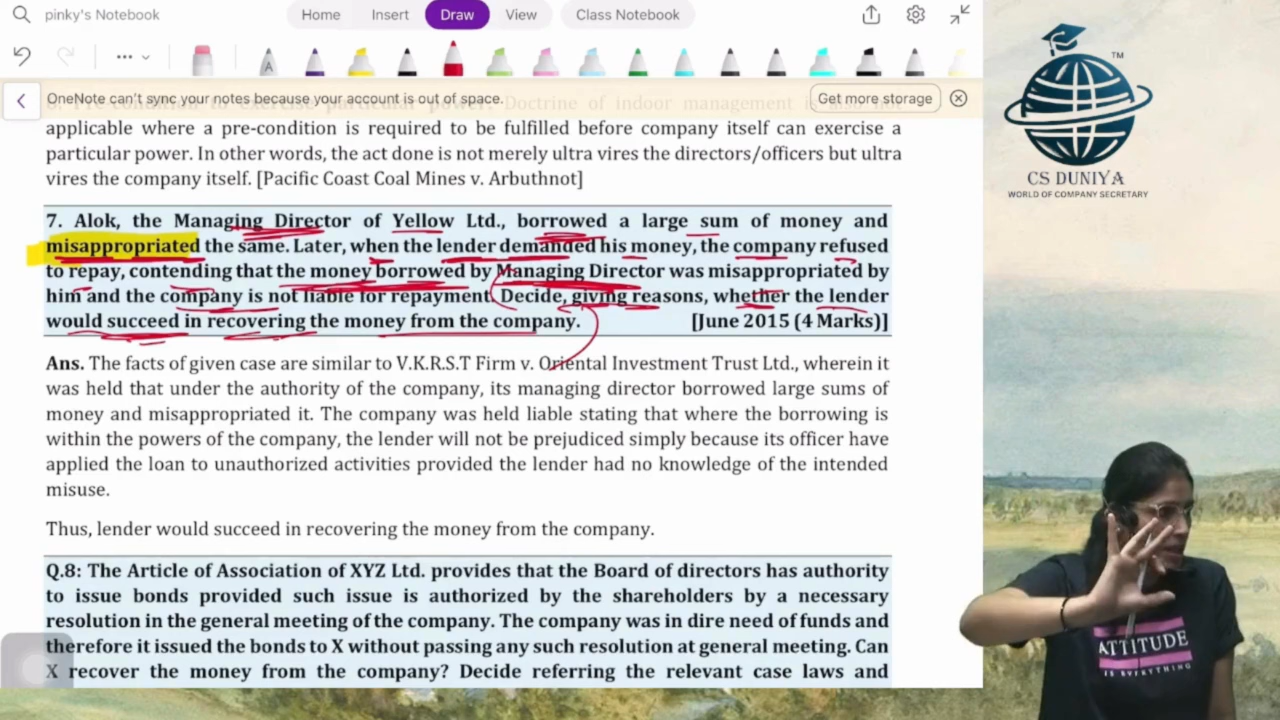 pinky's Notebook
Home Insert Draw View Class Notebook
OneNote can't sync your notes because your account is out of space. Get more storage
Doctrine of indoor management is also not
applicable where a pre-condition is required to be fulfilled before company itself can exercise a
particular power. In other words, the act done is not merely ultra vires the directors/officers but ultra
vires the company itself. [Pacific Coast Coal Mines v. Arbuthnot]
7. Alok, the Managing Director of Yellow Ltd., borrowed a large sum of money and
misappropriated the same. Later, when the lender demanded his money, the company refused
to repay, contending that the money borrowed by Managing Director was misappropriated by
him and the company is not liable for repayment. Decide, giving reasons, whether the lender
would succeed in recovering the money from the company. [June 2015 (4 Marks)]
Ans. The facts of given case are similar to V.K.R.S.T Firm v. Oriental Investment Trust Ltd., wherein it
was held that under the authority of the company, its managing director borrowed large sums of
money and misappropriated it. The company was held liable stating that where the borrowing is
within the powers of the company, the lender will not be prejudiced simply because its officer have
applied the loan to unauthorized activities provided the lender had no knowledge of the intended
misuse.
Thus, lender would succeed in recovering the money from the company.
Q.8: The Article of Association of XYZ Ltd. provides that the Board of directors has authority
to issue bonds provided such issue is authorized by the shareholders by a necessary
resolution in the general meeting of the company. The company was in dire need of funds and
therefore it issued the bonds to X without passing any such resolution at general meeting. Can
X recover the money from the company? Decide referring the relevant case laws and
TM
CS DUNIYA
WORLD OF COMPANY SECRETARY
ATTITUDE
IS EVERYTHING